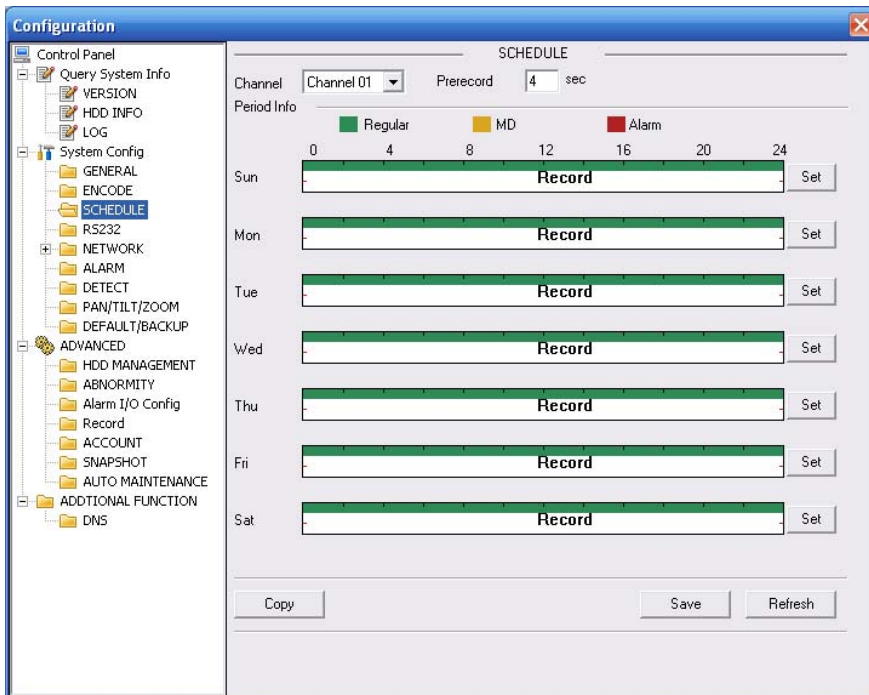 Configuration
Control Panel
Query System Info
VERSION
HDD INFO
LOG
System Config
GENERAL
ENCODE
SCHEDULE
RS232
NETWORK
ALARM
DETECT
PAN/TILT/ZOOM
DEFAULT/BACKUP
ADVANCED
HDD MANAGEMENT
ABNORMITY
Alarm I/O Config
Record
ACCOUNT
SNAPSHOT
AUTO MAINTENANCE
ADDTIONAL FUNCTION
DNS
SCHEDULE
Channel Channel 01 Prerecord 4 sec
Period Info
Regular MD Alarm
0 4 8 12 16 20 24
Sun Record Set
Mon Record Set
Tue Record Set
Wed Record Set
Thu Record Set
Fri Record Set
Sat Record Set
Copy Save Refresh